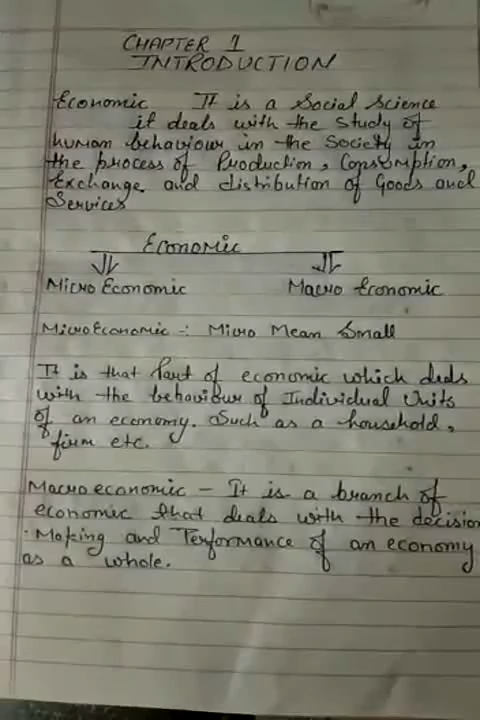 CHAPTER 1
INTRODUCTION
Economic It is a Social Science
it deals with the study of
human behaviour in the Society in
the process of Production, Consumption,
Exchange and distribution of Goods and
Services
Economic
Micro Economic Macro Economic
Microeconomic :- Micro Mean Small
It is that Part of economic which deals
with the behaviour of Individual Units
of an economy. Such as a household,
firm etc.
Macroeconomic - It is a branch of
economic that deals with the decision
Making and Performance of an economy
as a whole.